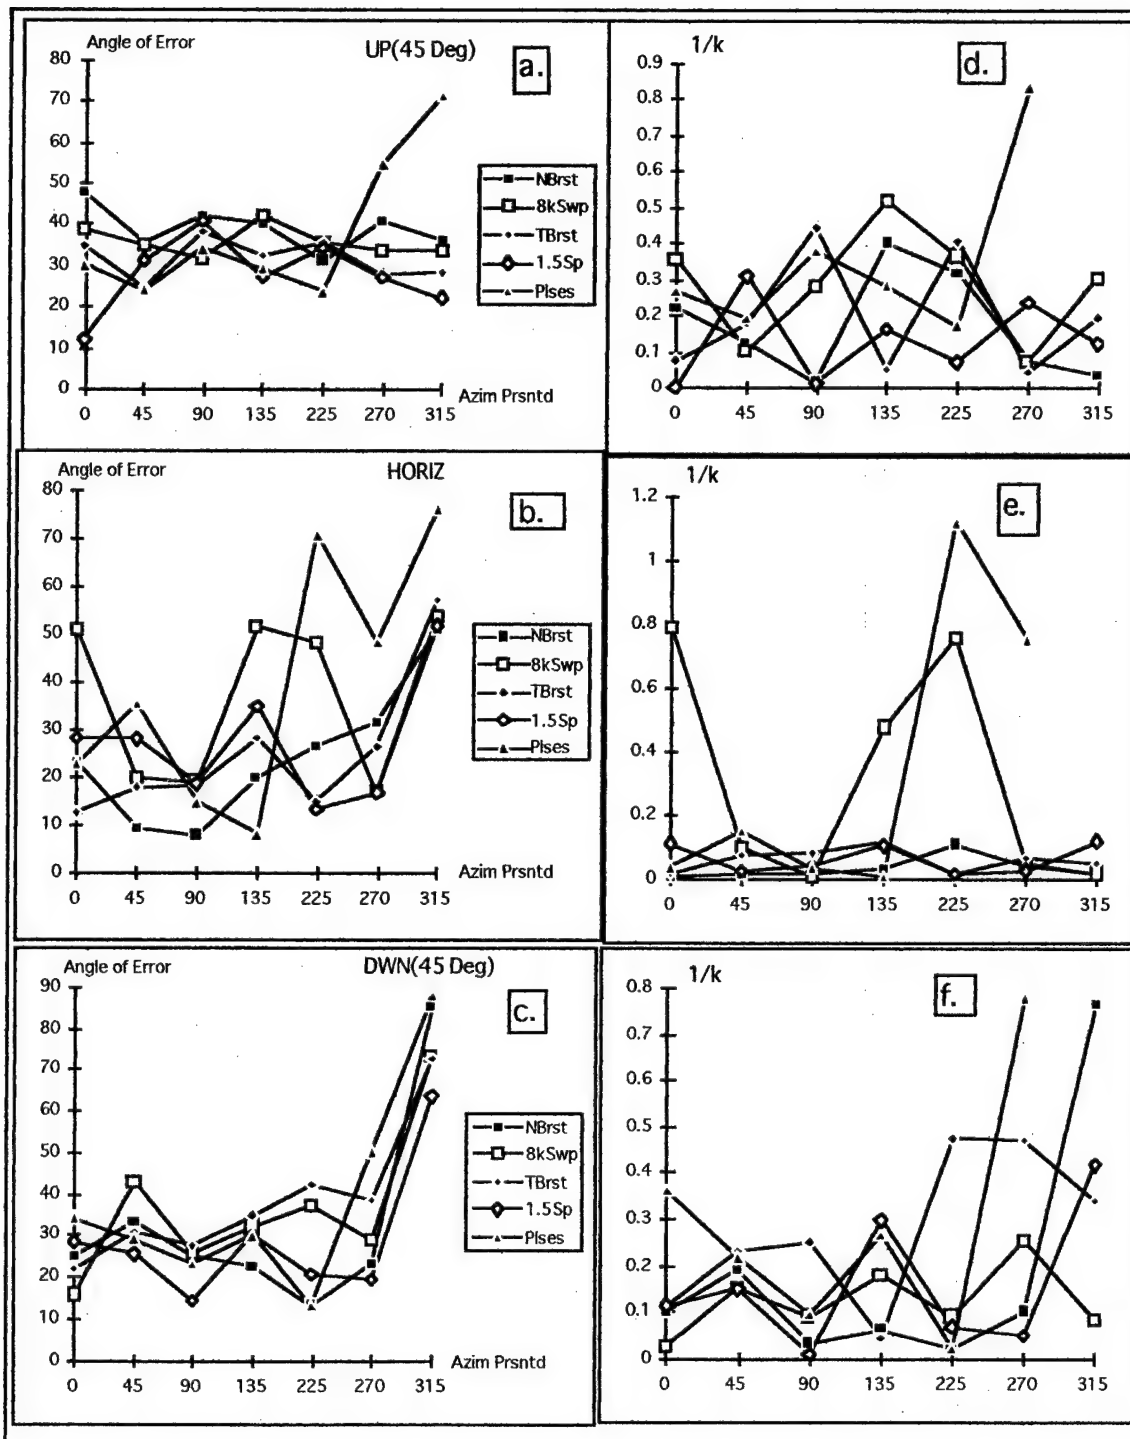 Angle of Error
UP(45 Deg)
a.
80
70
60
50
40
30
20
10
0
0 45 90 135 225 270 315
Azim Prsntd
NBrst
8kSwp
TBrst
1.5Sp
Plses
1/k
d.
0.9
0.8
0.7
0.6
0.5
0.4
0.3
0.2
0.1
0
0 45 90 135 225 270 315
Angle of Error
HORIZ
b.
80
70
60
50
40
30
20
10
0
0 45 90 135 225 270 315
Azim Prsntd
NBrst
8kSwp
TBrst
1.5Sp
Plses
1/k
e.
1.2
1
0.8
0.6
0.4
0.2
0
0 45 90 135 225 270 315
Angle of Error
DWN(45 Deg)
c.
90
80
70
60
50
40
30
20
10
0
0 45 90 135 225 270 315
Azim Prsntd
NBrst
8kSwp
TBrst
1.5Sp
Plses
1/k
f.
0.8
0.7
0.6
0.5
0.4
0.3
0.2
0.1
0
0 45 90 135 225 270 315